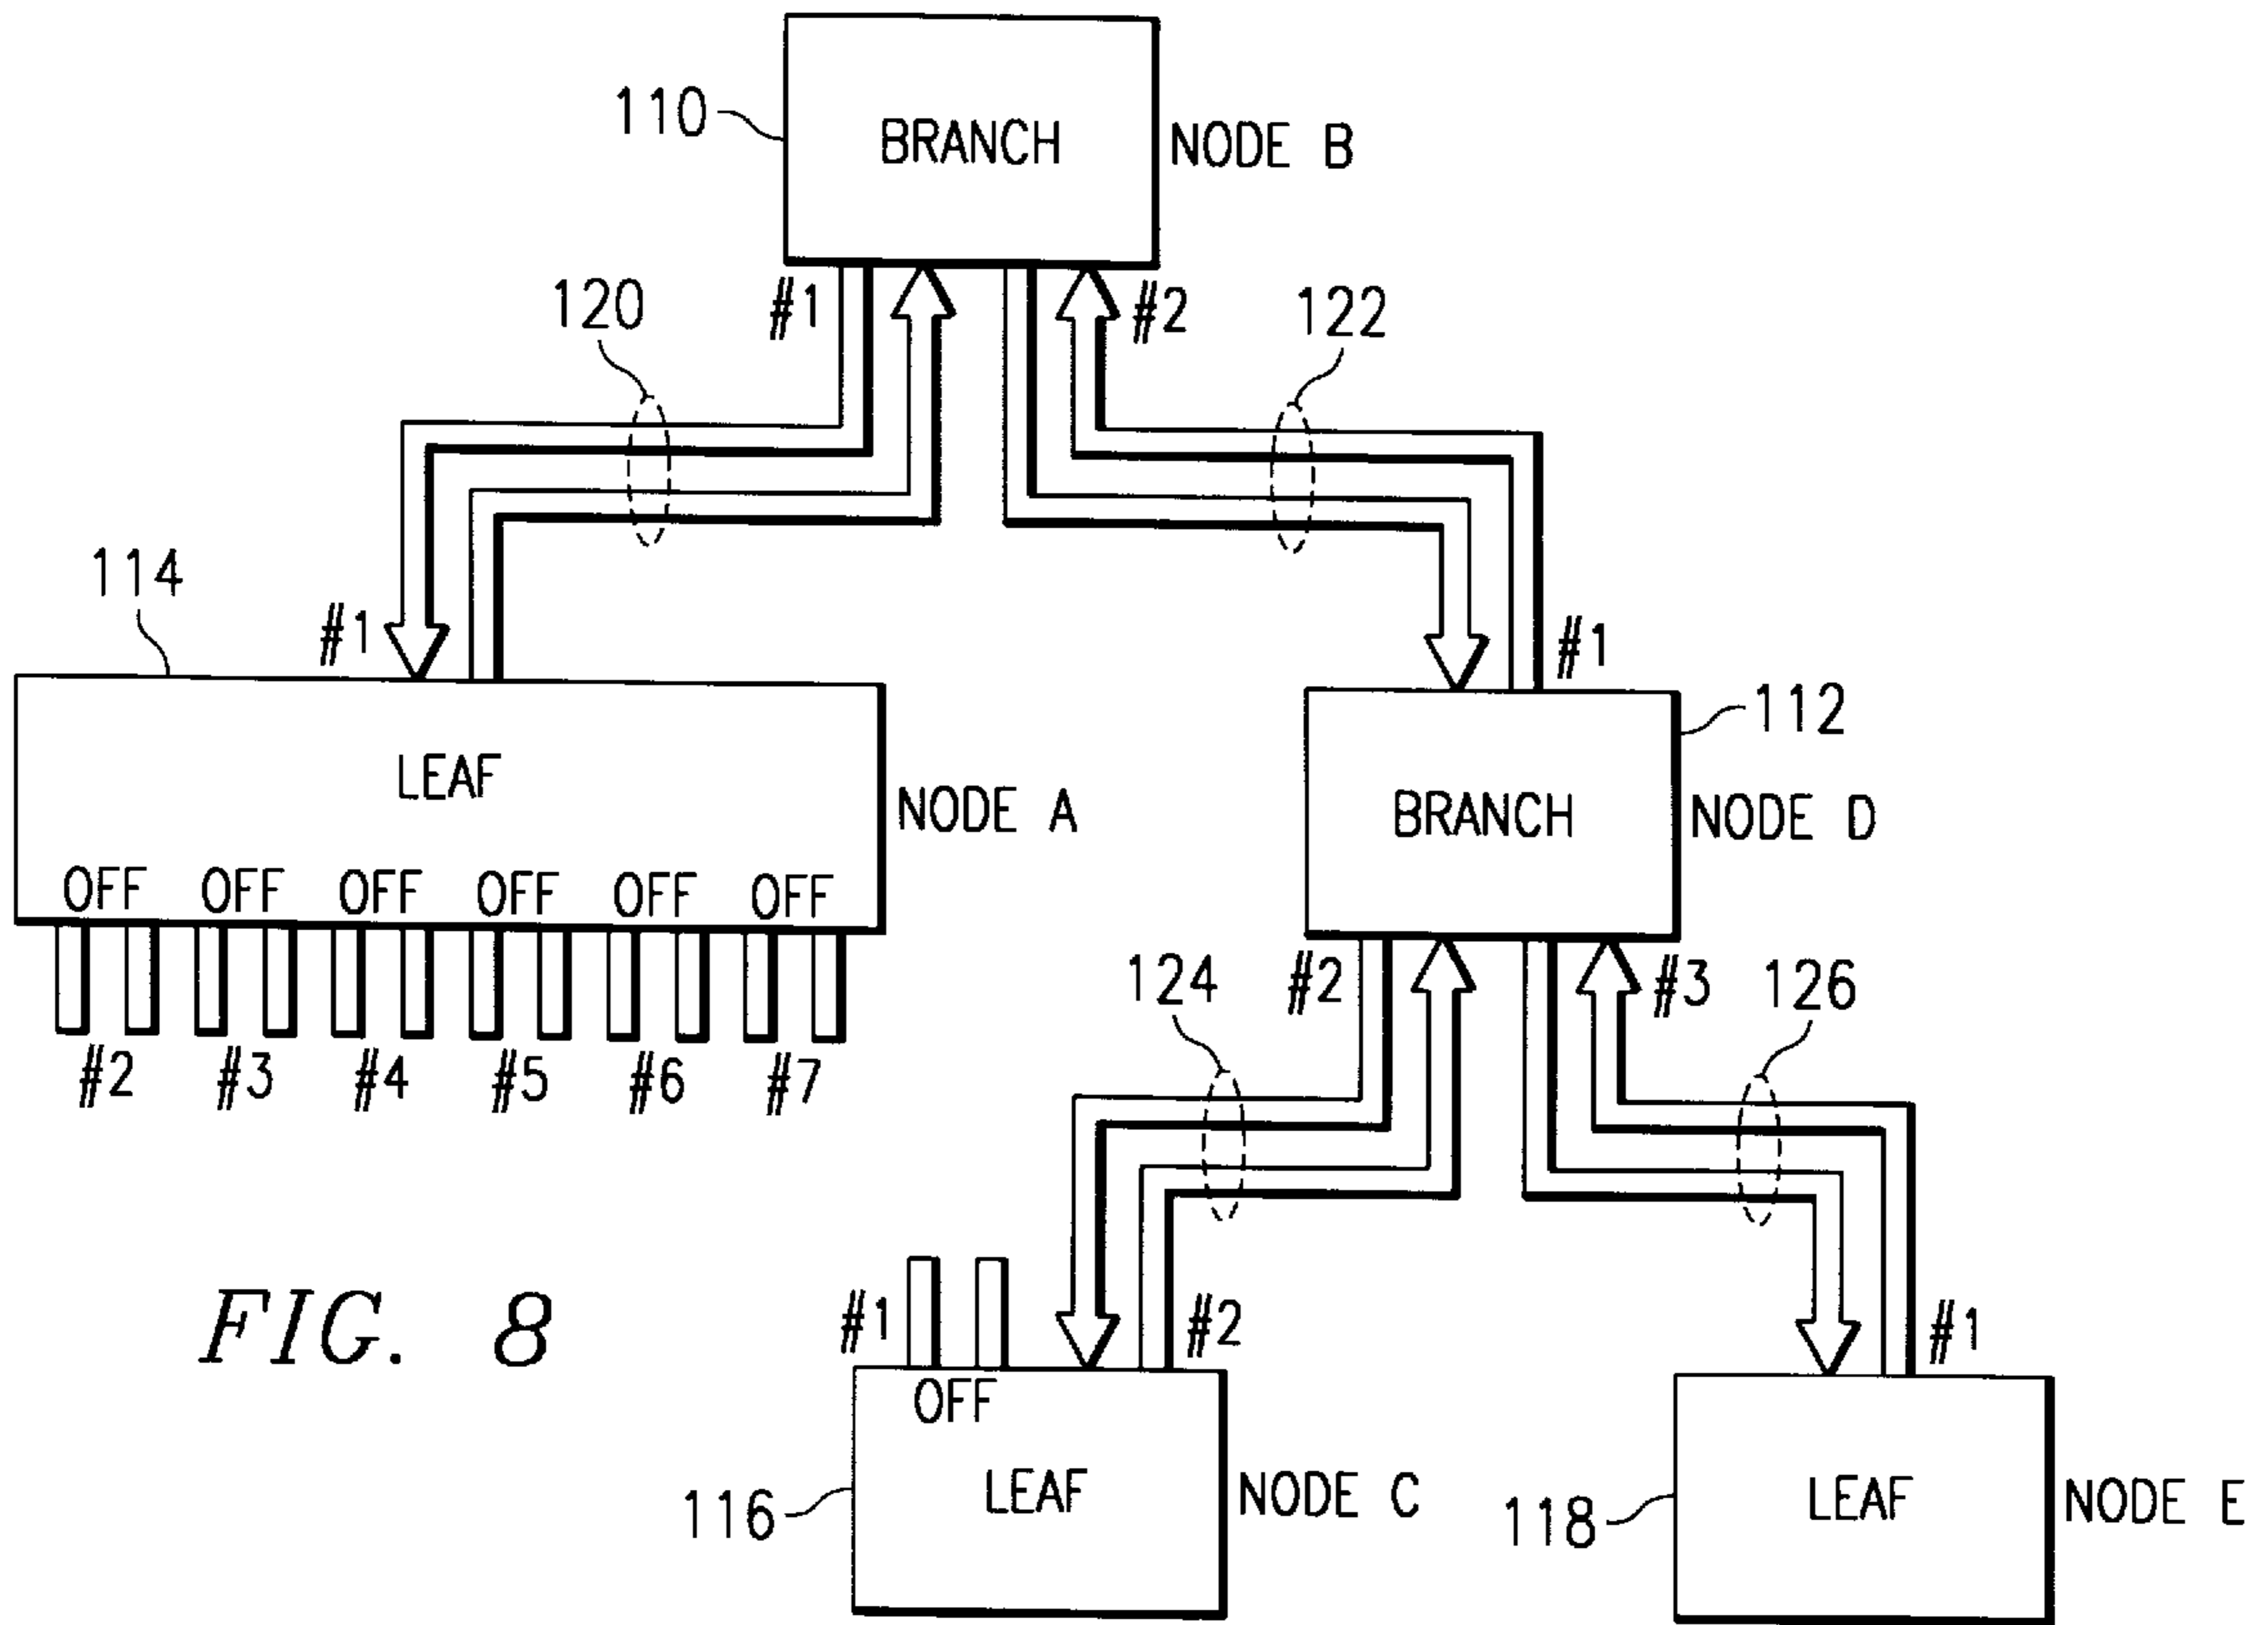 110
BRANCH
NODE B
#1
#2
120
122
114
#1
#1
112
LEAF
NODE A
BRANCH
NODE D
OFF OFF OFF OFF OFF OFF
#2 #3 #4 #5 #6 #7
#2
#3
124
126
#1
#2
#1
OFF
LEAF
NODE C
116
LEAF
NODE E
118
FIG. 8